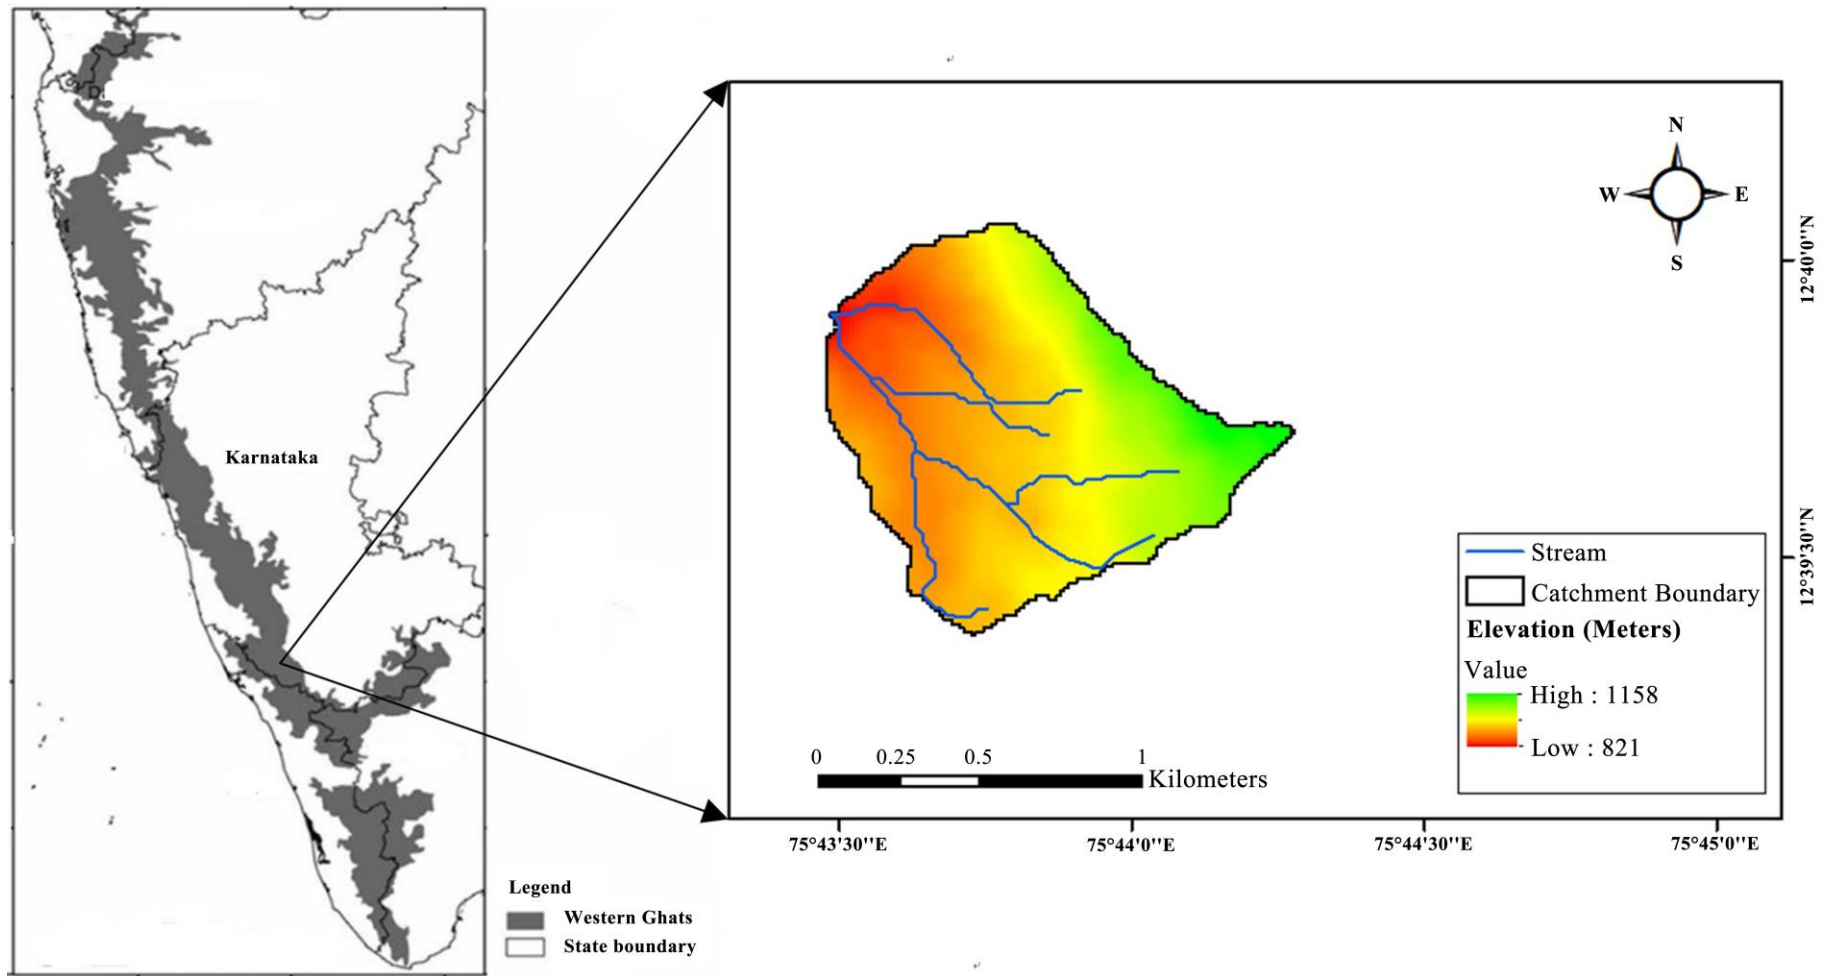 D
Karnataka
Legend
Western Ghats
State boundary
N
W E
S
12°40'0''N
12°39'30''N
Stream
Catchment Boundary
Elevation (Meters)
Value
High : 1158
Low : 821
0 0.25 0.5 1
Kilometers
75°43'30''E 75°44'0''E 75°44'30''E 75°45'0''E